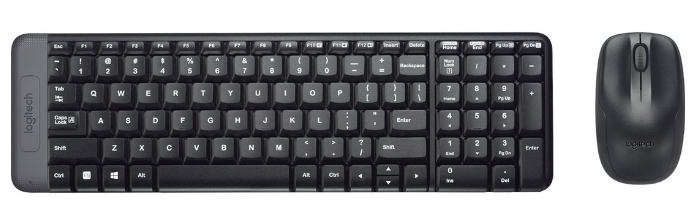 logitech
Esc F1 F2 F3 F4 F5 F6 F7 F8 F9 F10 F11 F12 Insert Delete Home End Pg Up Pg Dn
~ ! @ # $ % ^ & * ( ) — + Backspace Num Lock / * −
` 1 2 3 4 5 6 7 8 9 0 - =
Tab Q W E R T Y U I O P { } | 7 8 9 +
[ ] \ Home Pg Up
Caps Lock A A S D F G H J K L : " Enter 4 5 6
; '
Shift Z X C V B N M < > ? Shift 1 2 3 Enter
, . / End Pg Dn
Ctrl Fn Alt Alt Ctrl 0 .
Ins Del
logitech